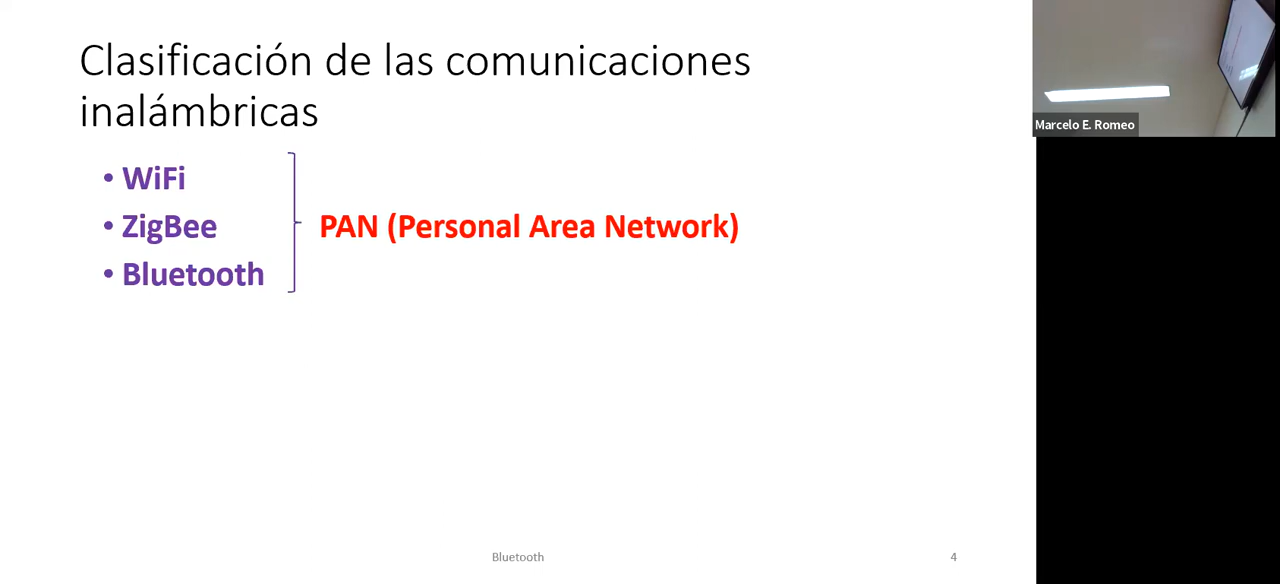 Clasificación de las comunicaciones
inalámbricas
• WiFi
• ZigBee
• Bluetooth
PAN (Personal Area Network)
Marcelo E. Romeo
Bluetooth
4